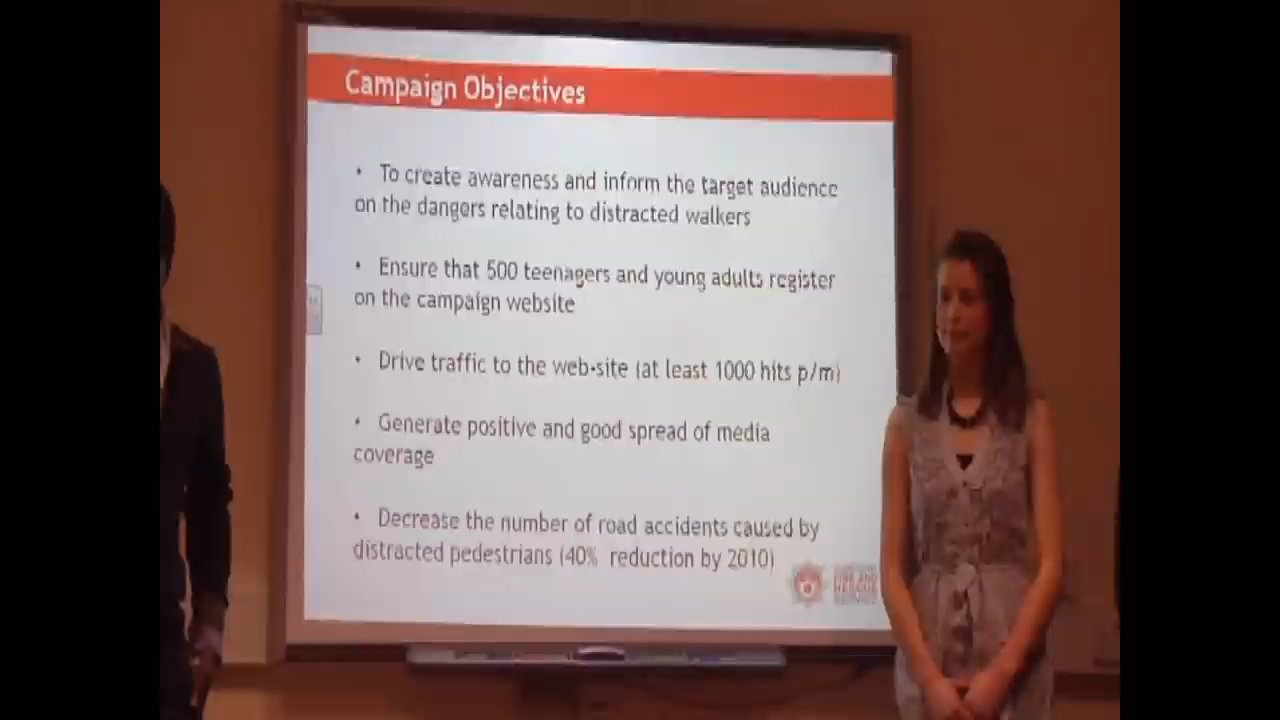 Campaign Objectives
• To create awareness and inform the target audience
on the dangers relating to distracted walkers
• Ensure that 500 teenagers and young adults register
on the campaign website
• Drive traffic to the web-site (at least 1000 hits p/m)
• Generate positive and good spread of media
coverage
• Decrease the number of road accidents caused by
distracted pedestrians (40% reduction by 2010)
FIRE AND
RESCUE